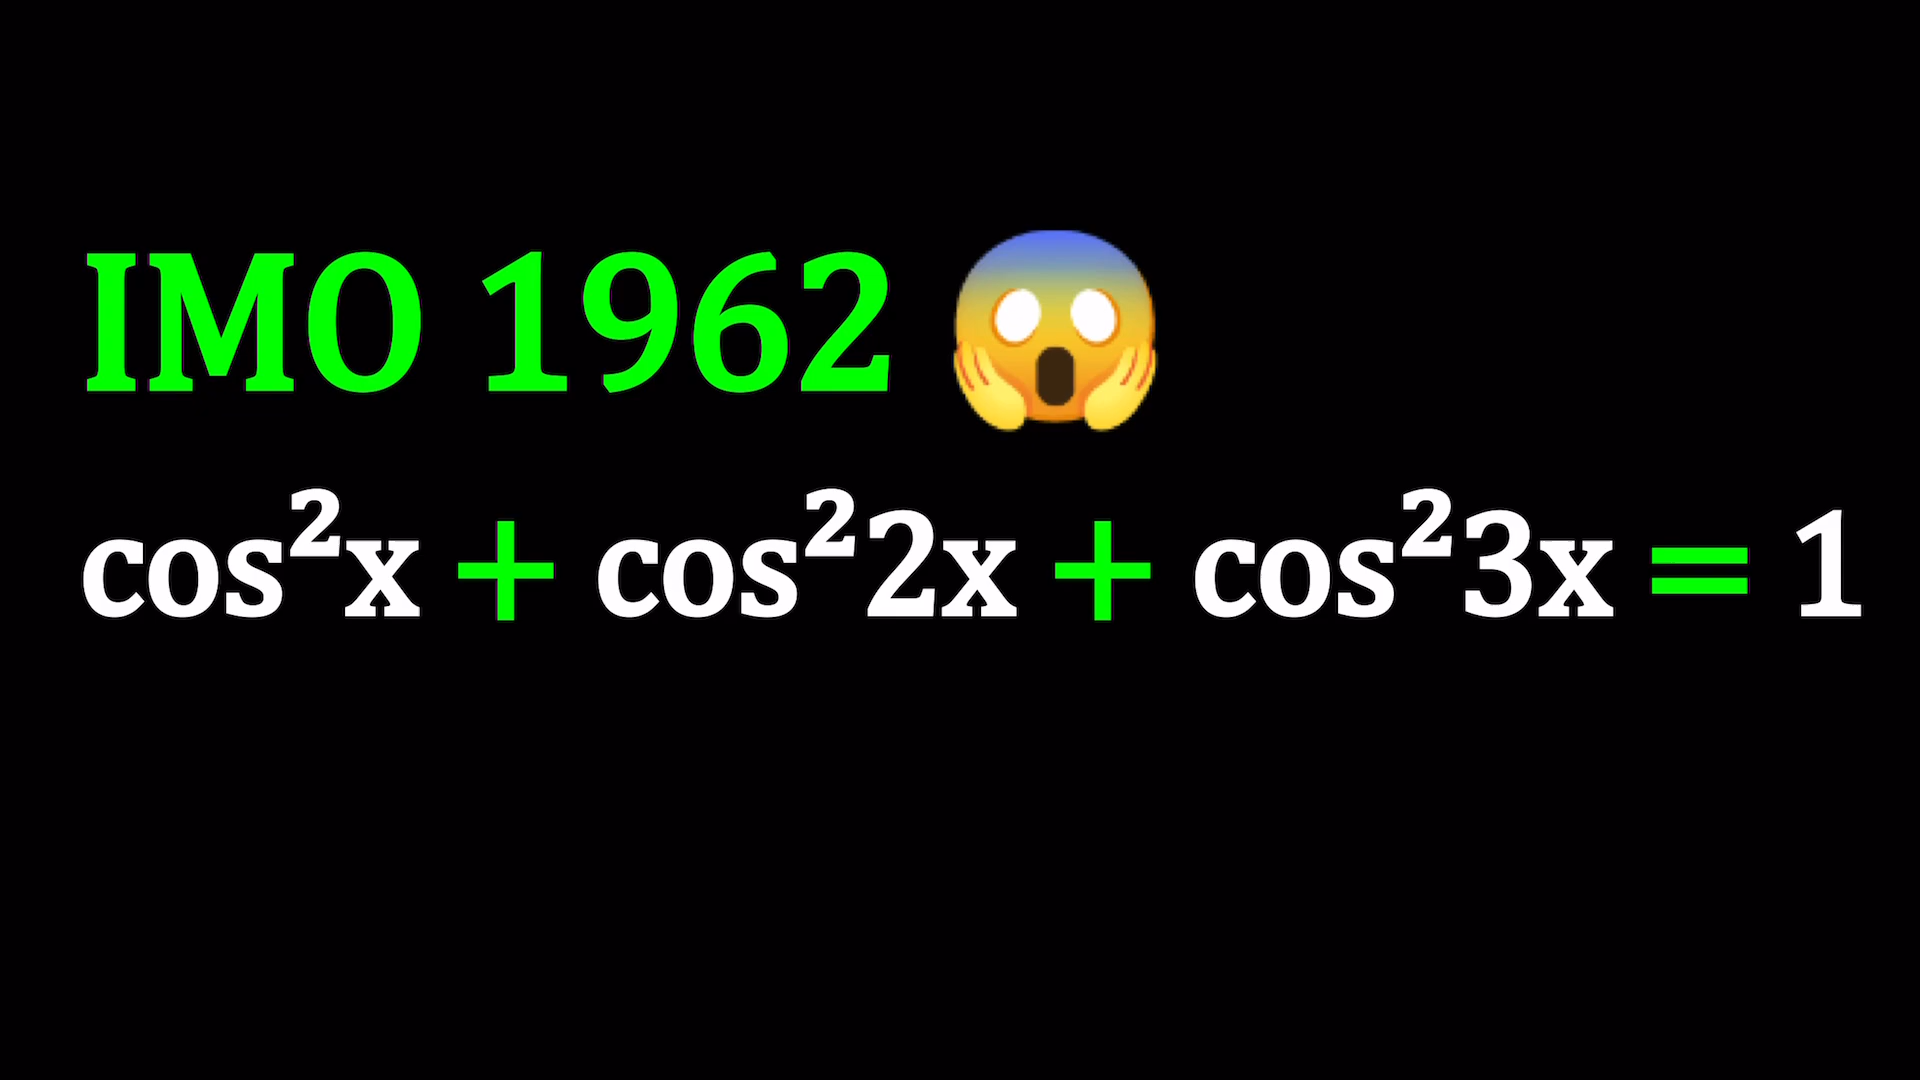 IMO 1962 😱
cos²x + cos²2x + cos²3x = 1